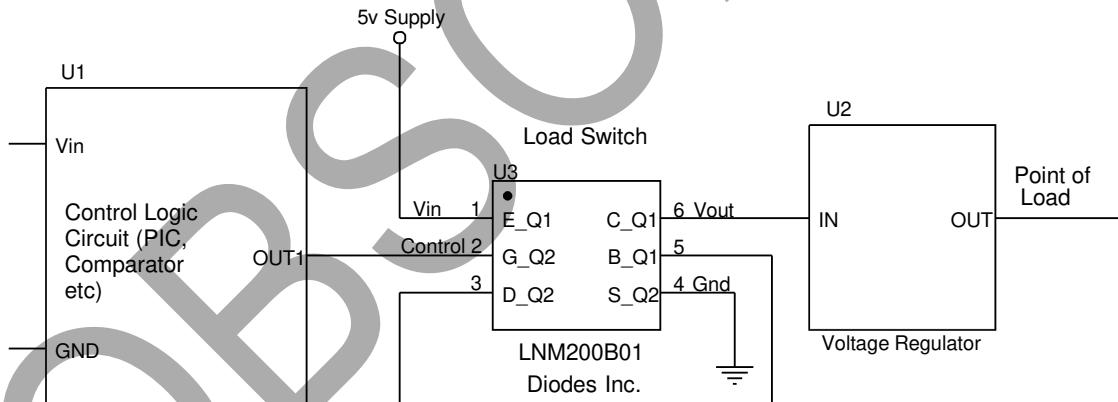 5v Supply
U1
Vin
Control Logic
Circuit (PIC,
Comparator
etc)
OUT1
GND
Load Switch
U3
Vin 1
Control 2
3
E_Q1
G_Q2
D_Q2
C_Q1
B_Q1
S_Q2
6 Vout
5
4 Gnd
LNM200B01
Diodes Inc.
U2
IN
OUT
Voltage Regulator
Point of
Load